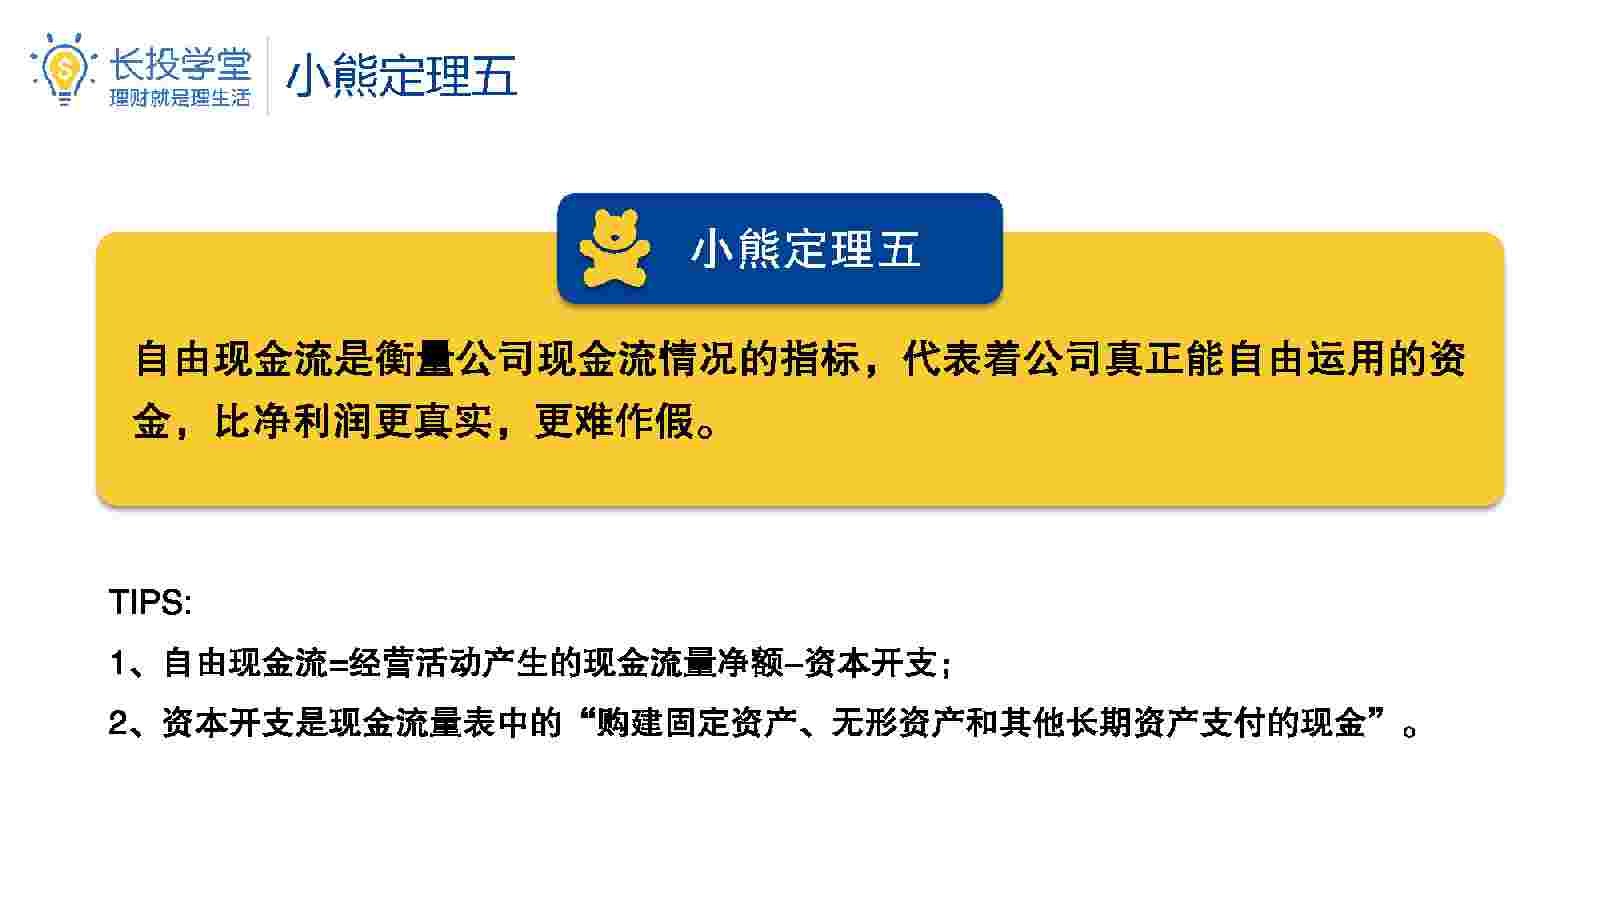 长投学堂
理财就是理生活
小熊定理五
小熊定理五
自由现金流是衡量公司现金流情况的指标，代表着公司真正能自由运用的资
金，比净利润更真实，更难作假。
TIPS:
1、自由现金流=经营活动产生的现金流量净额–资本开支；
2、资本开支是现金流量表中的“购建固定资产、无形资产和其他长期资产支付的现金”。